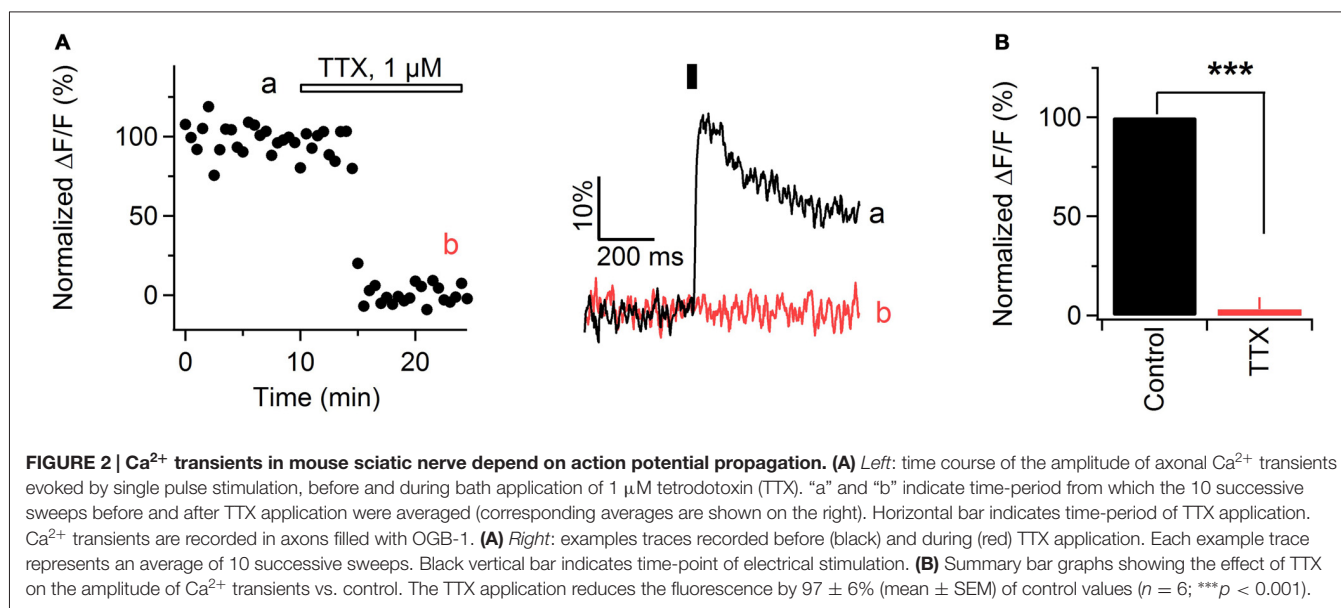 A
B
a
TTX, 1 µM
Normalized ΔF/F (%)
100
50
0
b
0
10
20
Time (min)
10%
200 ms
a
b
***
Normalized ΔF/F (%)
100
50
0
Control
TTX
FIGURE 2 | Ca²⁺ transients in mouse sciatic nerve depend on action potential propagation. (A) Left: time course of the amplitude of axonal Ca²⁺ transients
evoked by single pulse stimulation, before and during bath application of 1 µM tetrodotoxin (TTX). “a” and “b” indicate time-period from which the 10 successive
sweeps before and after TTX application were averaged (corresponding averages are shown on the right). Horizontal bar indicates time-period of TTX application.
Ca²⁺ transients are recorded in axons filled with OGB-1. (A) Right: examples traces recorded before (black) and during (red) TTX application. Each example trace
represents an average of 10 successive sweeps. Black vertical bar indicates time-point of electrical stimulation. (B) Summary bar graphs showing the effect of TTX
on the amplitude of Ca²⁺ transients vs. control. The TTX application reduces the fluorescence by 97 ± 6% (mean ± SEM) of control values (n = 6; ***p < 0.001).